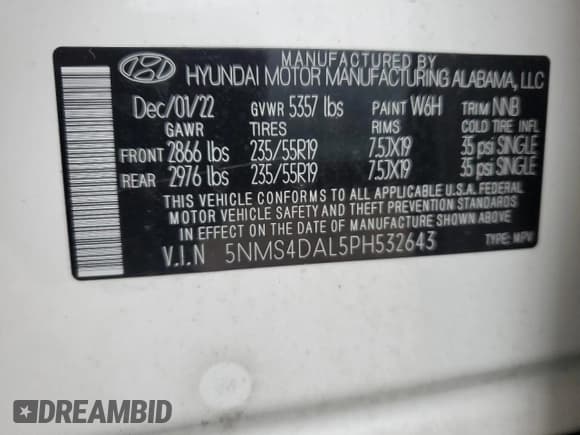 MANUFACTURED BY
HYUNDAI MOTOR MANUFACTURING ALABAMA, LLC
Dec/01/22 GVWR 5357 lbs PAINT W6H TRIM NNB
GAWR TIRES RIMS COLD TIRE INFL
FRONT 2866 lbs 235/55R19 7.5JX19 35 psi SINGLE
REAR 2976 lbs 235/55R19 7.5JX19 35 psi SINGLE
THIS VEHICLE CONFORMS TO ALL APPLICABLE U.S.A. FEDERAL
MOTOR VEHICLE SAFETY AND THEFT PREVENTION STANDARDS
IN EFFECT ON THE DATE OF MANUFACTURE SHOWN ABOVE.
V.I.N 5NMS4DAL5PH532643 TYPE: MPV
DREAMBID